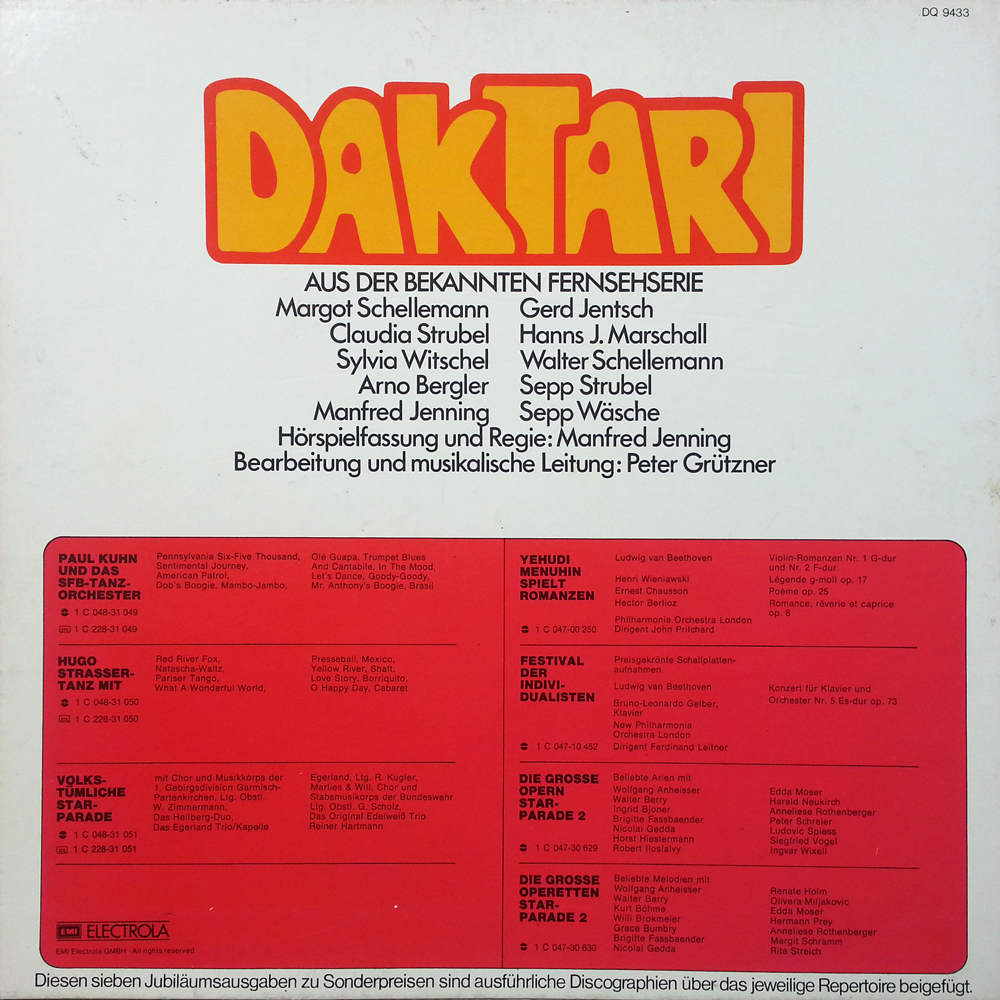 DQ 9433
DAKTARI
AUS DER BEKANNTEN FERNSEHSERIE
Margot Schellemann Gerd Jentsch
Claudia Strubel Hanns J. Marschall
Sylvia Witschel Walter Schellemann
Arno Bergler Sepp Strubel
Manfred Jenning Sepp Wäsche
Hörspielfassung und Regie: Manfred Jenning
Bearbeitung und musikalische Leitung: Peter Grützner
PAUL KUHN
UND DAS
SFB-TANZ-
ORCHESTER
1 C 048-31 049
1 C 228-31 049
Pennsylvania Six-Five Thousand,
Sentimental Journey,
American Patrol,
Dob's Boogie, Mambo-Jambo,
Olé Guapa, Trumpet Blues
And Cantabile, In The Mood,
Let's Dance, Goody-Goody,
Mr. Anthony's Boogie, Brasil
HUGO
STRASSER-
TANZ MIT
1 C 048-31 050
1 C 228-31 050
Red River Fox,
Natascha-Waltz,
Pariser Tango,
What A Wonderful World,
Presseball, Mexico,
Yellow River, Shaft,
Love Story, Borriquito,
O Happy Day, Cabaret
VOLKS-
TÜMLICHE
STAR-
PARADE
1 C 048-31 051
1 C 228-31 051
mit Chor und Musikkorps der
1. Gebirgsdivision Garmisch-
Partenkirchen, Ltg. Obstl.
W. Zimmermann,
Das Hellberg-Duo,
Das Egerland Trio/Kapelle
Egerland, Ltg. R. Kugler,
Marlies & Will, Chor und
Stabsmusikorps der Bundeswehr
Ltg. Obstl. G. Scholz,
Das Original Edelweiß Trio
Reiner Hartmann
EMI ELECTROLA
EMI Electrola GMBH · All rights reserved
YEHUDI
MENUHIN
SPIELT
ROMANZEN
1 C 047-00 250
Ludwig van Beethoven Violin-Romanzen Nr. 1 G-dur
und Nr. 2 F-dur
Henri Wieniawski Légende g-moll op. 17
Ernest Chausson Poème op. 25
Hector Berlioz Romance, rêverie et caprice
op. 8
Philharmonia Orchestra London
Dirigent John Pritchard
FESTIVAL
DER
INDIVI-
DUALISTEN
1 C 047-10 452
Preisgekrönte Schallplatten-
aufnahmen
Ludwig van Beethoven Konzert für Klavier und
Orchester Nr. 5 Es-dur op. 73
Bruno-Leonardo Gelber,
Klavier
New Philharmonia
Orchestra London
Dirigent Ferdinand Leitner
DIE GROSSE
OPERN
STAR-
PARADE 2
1 C 047-30 629
Beliebte Arien mit
Wolfgang Anheisser
Walter Berry
Ingrid Bjoner
Brigitte Fassbaender
Nicolai Gedda
Horst Hiestermann
Robert Ilosfalvy
Edda Moser
Harald Neukirch
Anneliese Rothenberger
Peter Schreier
Ludovic Spiess
Siegfried Vogel
Ingvar Wixell
DIE GROSSE
OPERETTEN
STAR-
PARADE 2
1 C 047-30 630
Beliebte Melodien mit
Wolfgang Anheisser
Walter Berry
Kurt Böhme
Willi Brokmeier
Grace Bumbry
Brigitte Fassbaender
Nicolai Gedda
Renate Holm
Olivera Miljakovic
Edda Moser
Hermann Prey
Anneliese Rothenberger
Margit Schramm
Rita Streich
Diesen sieben Jubiläumsausgaben zu Sonderpreisen sind ausführliche Discographien über das jeweilige Repertoire beigefügt.